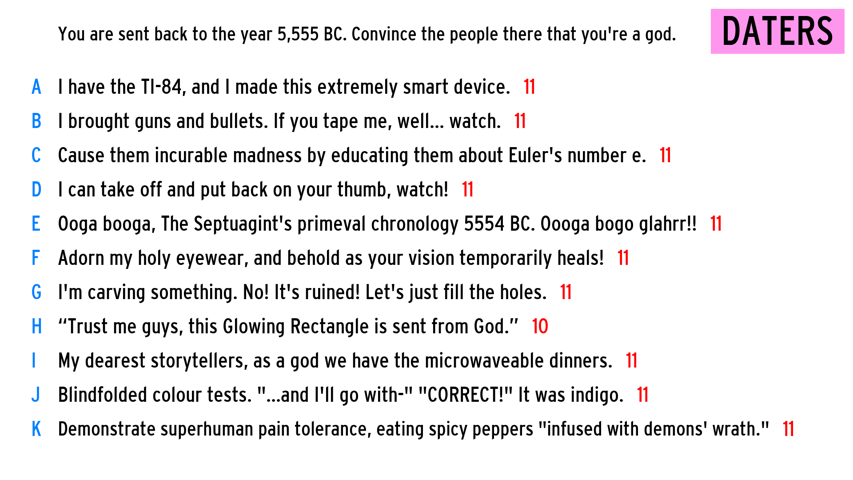 You are sent back to the year 5,555 BC. Convince the people there that you're a god. DATERS
A I have the TI-84, and I made this extremely smart device. 11
B I brought guns and bullets. If you tape me, well... watch. 11
C Cause them incurable madness by educating them about Euler's number e. 11
D I can take off and put back on your thumb, watch! 11
E Ooga booga, The Septuagint's primeval chronology 5554 BC. Oooga bogo glahrr!! 11
F Adorn my holy eyewear, and behold as your vision temporarily heals! 11
G I'm carving something. No! It's ruined! Let's just fill the holes. 11
H “Trust me guys, this Glowing Rectangle is sent from God.” 10
I My dearest storytellers, as a god we have the microwaveable dinners. 11
J Blindfolded colour tests. "...and I'll go with-" "CORRECT!" It was indigo. 11
K Demonstrate superhuman pain tolerance, eating spicy peppers "infused with demons' wrath." 11